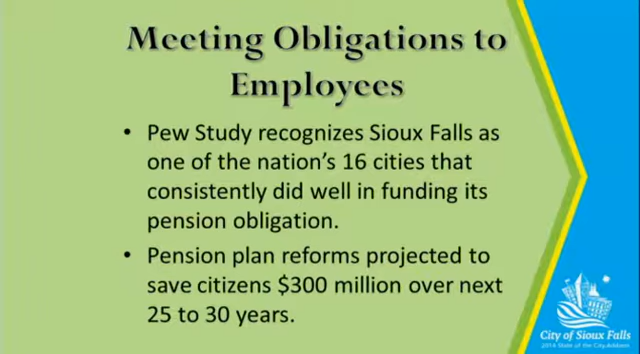 Meeting Obligations to
Employees
• Pew Study recognizes Sioux Falls as
one of the nation's 16 cities that
consistently did well in funding its
pension obligation.
• Pension plan reforms projected to
save citizens $300 million over next
25 to 30 years.
City of Sioux Falls
2014 State of the City Address